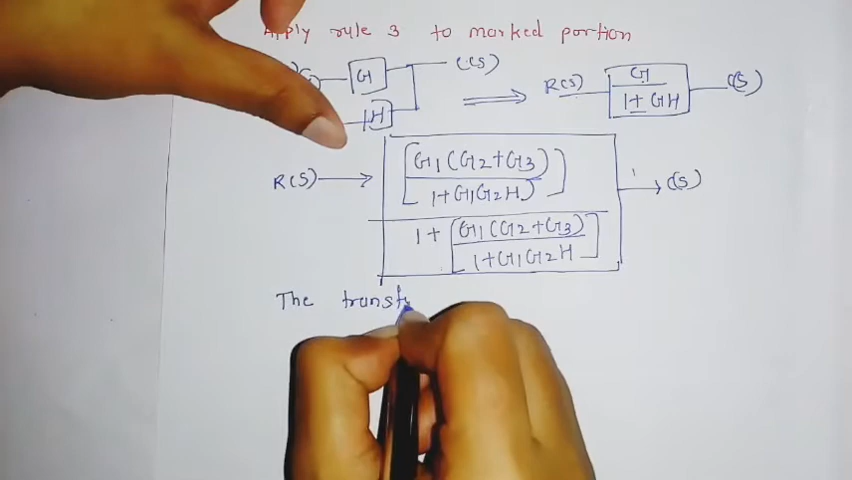 Apply rule 3 to marked portion
G C(S) R(S) G C(S)
H 1+ GH
G1(G2+G3)
R(S) 1+G1G2H C(S)
1+ G1(G2+G3)
1+G1G2H
The transf